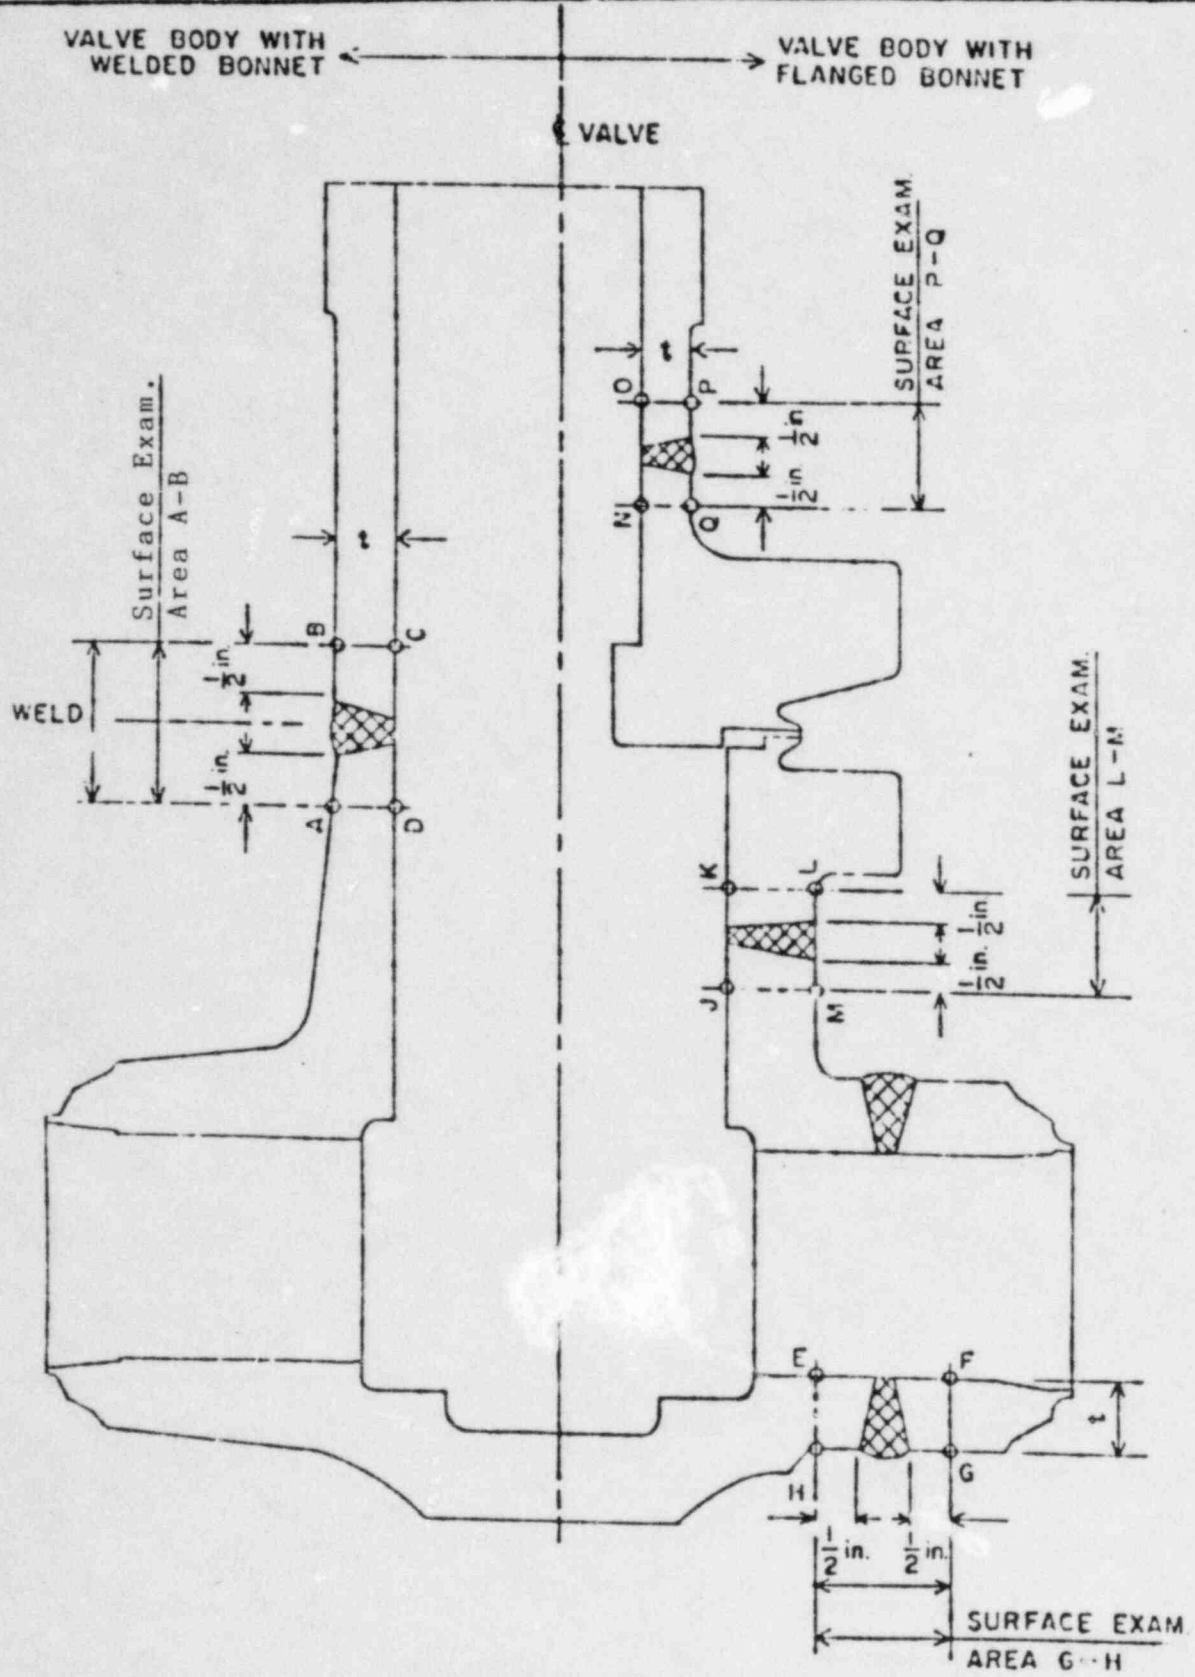 VALVE BODY WITH
WELDED BONNET
VALVE BODY WITH
FLANGED BONNET
℄ VALVE
SURFACE EXAM.
AREA P-Q
t
O
P
1/2 in
1/2 in.
N
Q
Surface Exam.
Area A-B
t
B
C
1/2 in.
WELD
1/2 in.
A
D
SURFACE EXAM.
AREA L-M
K
L
1/2 in.
1/2 in.
J
M
E
F
t
H
G
1/2 in.
1/2 in.
SURFACE EXAM
AREA G-H